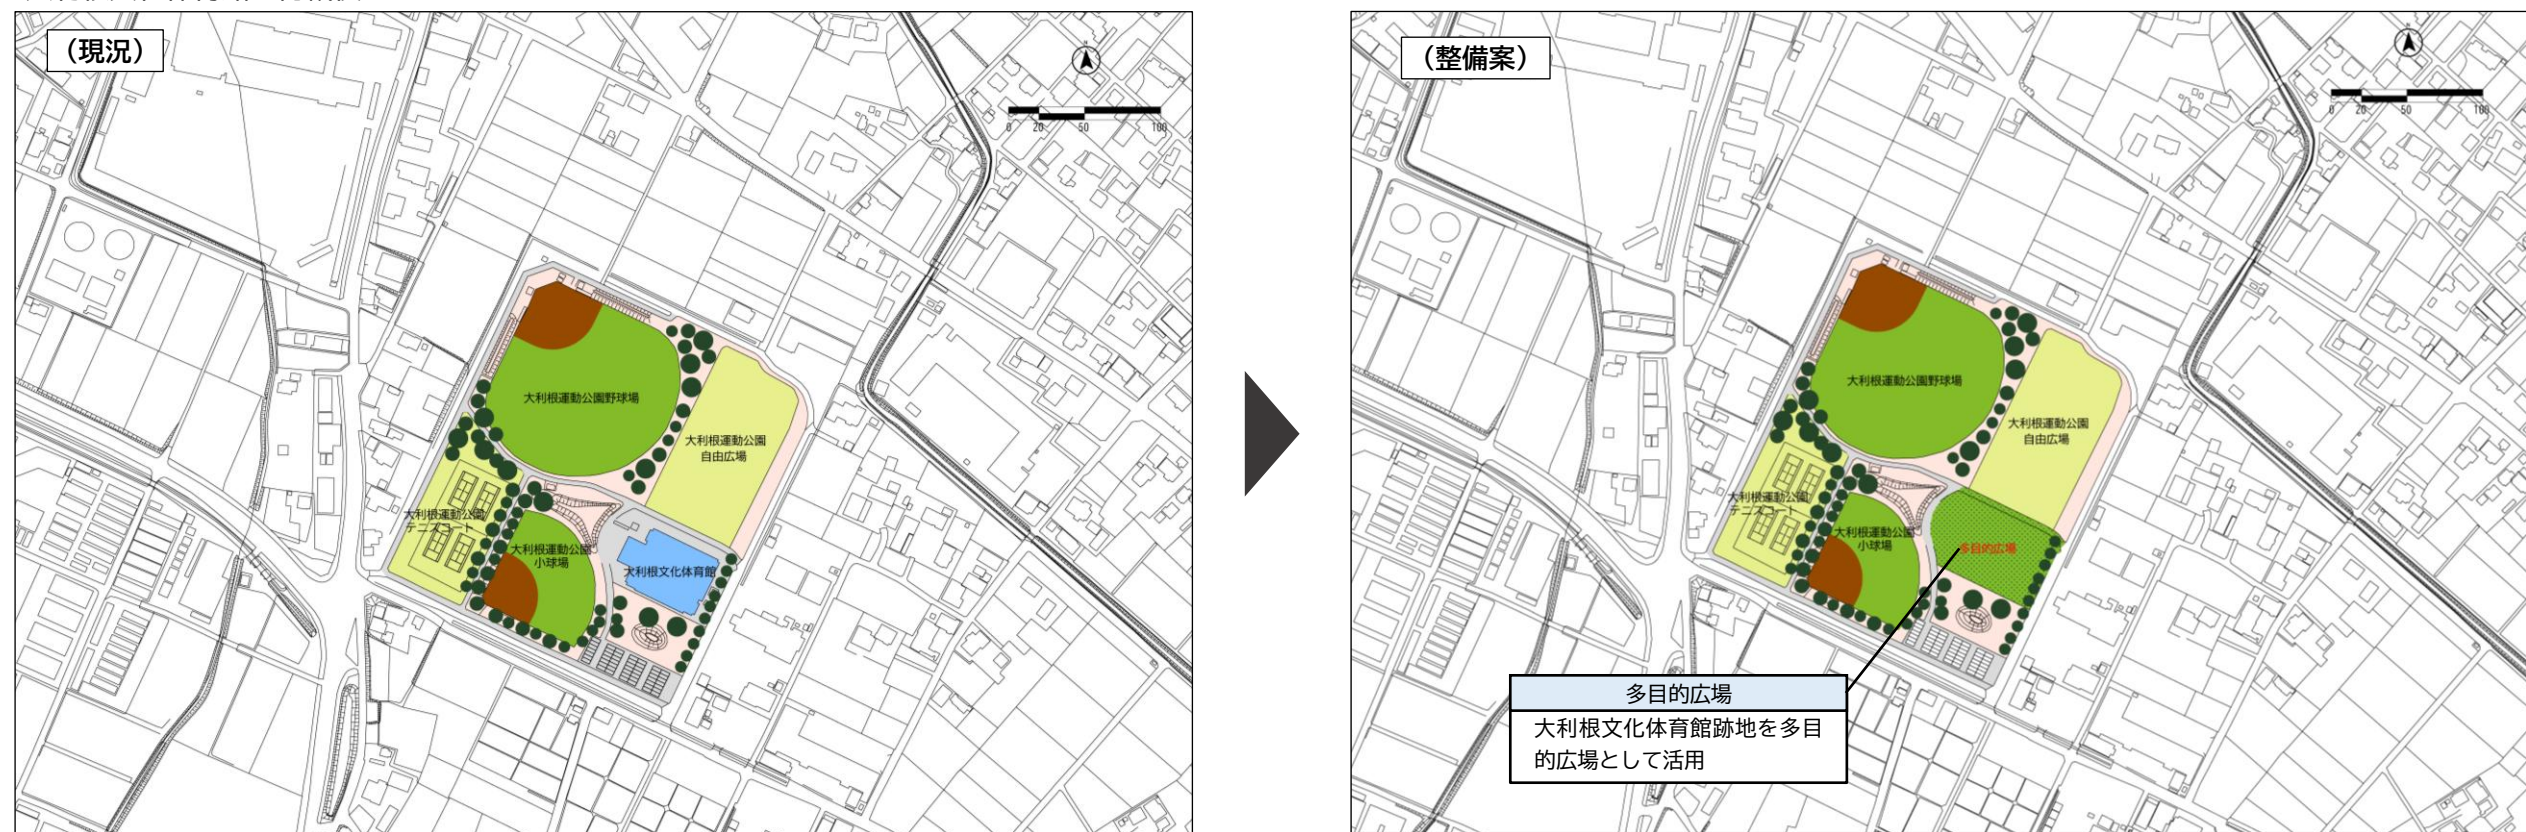 （現況）
N
0 20 50 100
大利根運動公園野球場
大利根運動公園
自由広場
大利根運動公園
テニスコート
大利根運動公園
小球場
大利根文化体育館
（整備案）
N
0 20 50 100
大利根運動公園野球場
大利根運動公園
自由広場
大利根運動公園
テニスコート
大利根運動公園
小球場
多目的広場
多目的広場
大利根文化体育館跡地を多目
的広場として活用